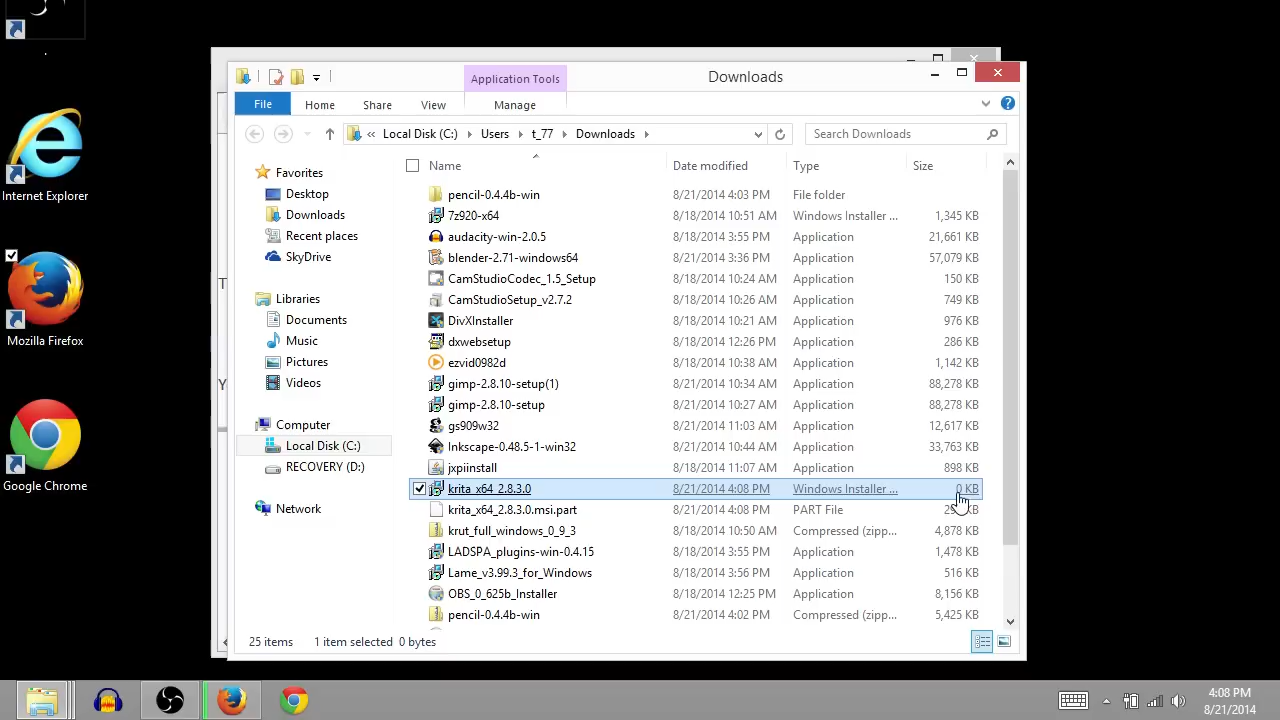 Application Tools
Downloads
File
Home
Share
View
Manage
« Local Disk (C:) ▸ Users ▸ t_77 ▸ Downloads ▸
Search Downloads
Name
Date modified
Type
Size
Favorites
Desktop
Downloads
Recent places
SkyDrive
Libraries
Documents
Music
Pictures
Videos
Computer
Local Disk (C:)
RECOVERY (D:)
Network
pencil-0.4.4b-win 8/21/2014 4:03 PM File folder
7z920-x64 8/18/2014 10:51 AM Windows Installer ... 1,345 KB
audacity-win-2.0.5 8/18/2014 3:55 PM Application 21,661 KB
blender-2.71-windows64 8/21/2014 3:36 PM Application 57,079 KB
CamStudioCodec_1.5_Setup 8/18/2014 10:24 AM Application 150 KB
CamStudioSetup_v2.7.2 8/18/2014 10:26 AM Application 749 KB
DivXInstaller 8/18/2014 10:21 AM Application 976 KB
dxwebsetup 8/18/2014 12:26 PM Application 286 KB
ezvid0982d 8/18/2014 10:38 AM Application 1,142 KB
gimp-2.8.10-setup(1) 8/21/2014 10:34 AM Application 88,278 KB
gimp-2.8.10-setup 8/21/2014 10:27 AM Application 88,278 KB
gs909w32 8/21/2014 11:03 AM Application 12,617 KB
Inkscape-0.48.5-1-win32 8/21/2014 10:44 AM Application 33,763 KB
jxpiinstall 8/18/2014 11:07 AM Application 898 KB
krita_x64_2.8.3.0 8/21/2014 4:08 PM Windows Installer ... 0 KB
krita_x64_2.8.3.0.msi.part 8/21/2014 4:08 PM PART File KB
krut_full_windows_0_9_3 8/18/2014 10:50 AM Compressed (zipp... 4,878 KB
LADSPA_plugins-win-0.4.15 8/18/2014 3:55 PM Application 1,478 KB
Lame_v3.99.3_for_Windows 8/18/2014 3:56 PM Application 516 KB
OBS_0_625b_Installer 8/18/2014 12:25 PM Application 8,156 KB
pencil-0.4.4b-win 8/21/2014 4:02 PM Compressed (zipp... 5,425 KB
25 items 1 item selected 0 bytes
Internet Explorer
Mozilla Firefox
Google Chrome
T
Y
4:08 PM
8/21/2014